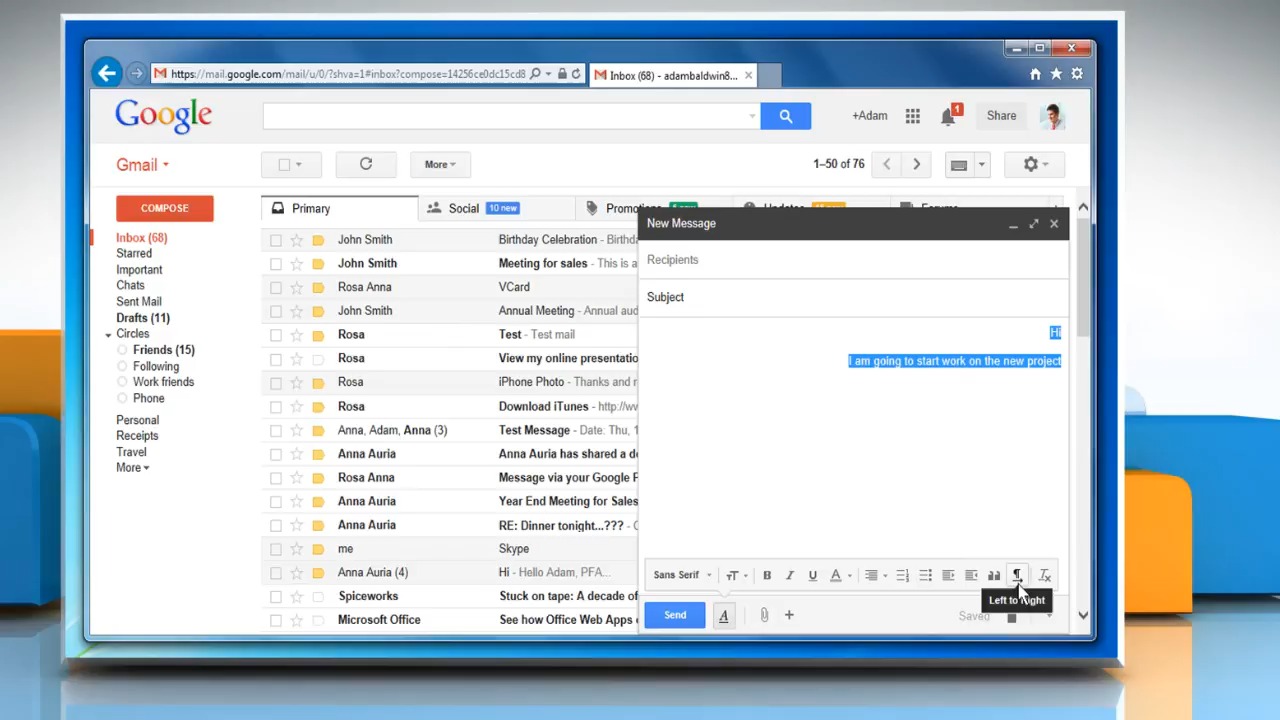 https://mail.google.com/mail/u/0/?shva=1#inbox?compose=14256ce0dc15cd8
Inbox (68) - adambaldwin8...
Google
+Adam
1
Share
Gmail
More
1–50 of 76
COMPOSE
Primary
Social 10 new
Promotions
Inbox (68)
Starred
Important
Chats
Sent Mail
Drafts (11)
Circles
Friends (15)
Following
Work friends
Phone
Personal
Receipts
Travel
More
John Smith Birthday Celebration -
John Smith Meeting for sales - This is a
Rosa Anna VCard
John Smith Annual Meeting - Annual
Rosa Test - Test mail
Rosa View my online
Rosa iPhone Photo - Thanks and
Rosa Download iTunes -
Anna, Adam, Anna (3) Test Message - Date: Thu, 1
Anna Auria Anna Auria has shared a
Rosa Anna Message via your Google
Anna Auria Year End Meeting for Sales
Anna Auria RE: Dinner tonight...??? -
me Skype
Anna Auria (4) Hi - Hello Adam, PFA...
Spiceworks Stuck on tape: A decade of
Microsoft Office See how Office Web Apps
New Message
Recipients
Subject
Hi
I am going to start work on the new project
Sans Serif
Left to Right
Send
Saved